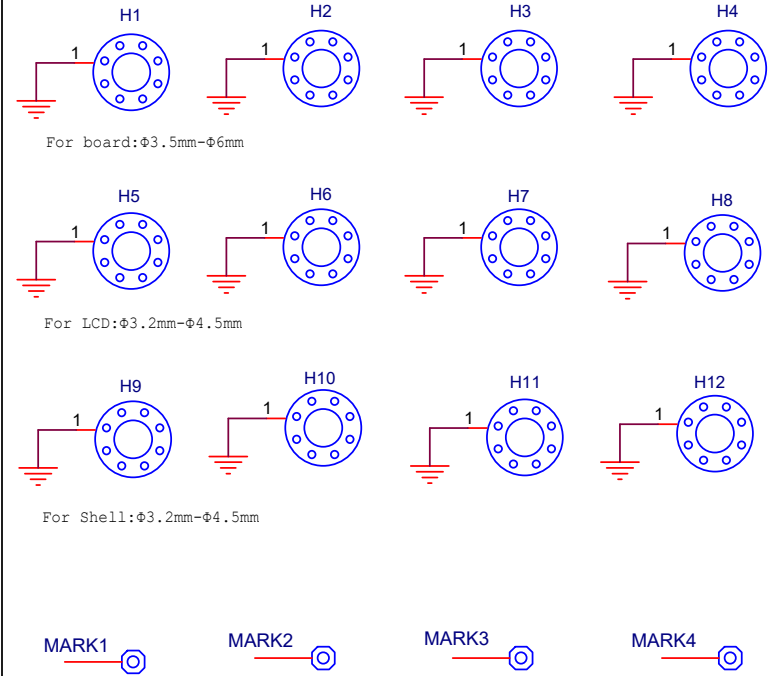 H1 H2 H3 H4
1 1 1 1
For board:Φ3.5mm-Φ6mm
H5 H6 H7 H8
1 1 1 1
For LCD:Φ3.2mm-Φ4.5mm
H9 H10 H11 H12
1 1 1 1
For Shell:Φ3.2mm-Φ4.5mm
MARK1 MARK2 MARK3 MARK4